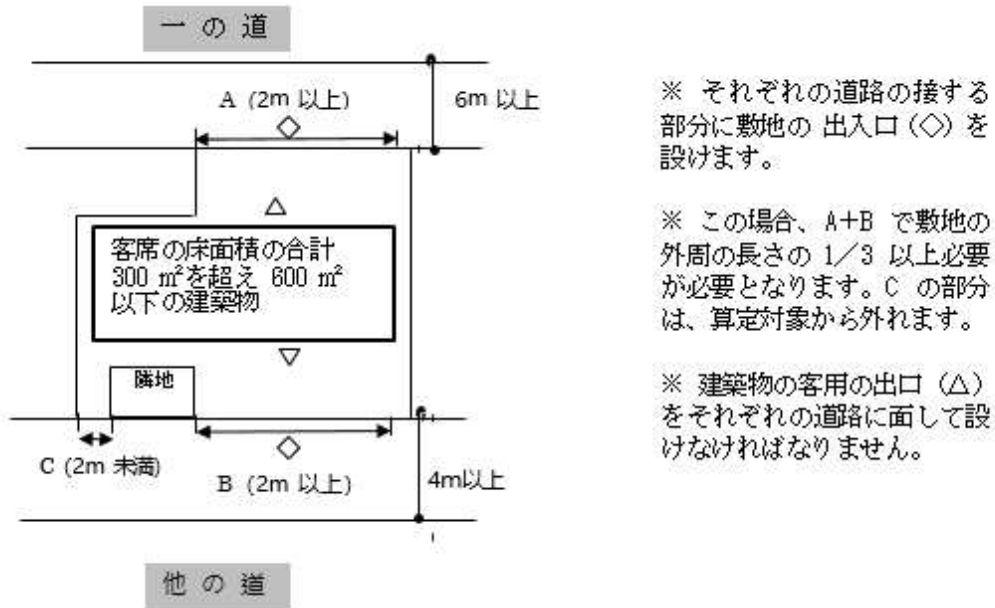 一 の 道
A (2m 以上)
◇
6m 以上
△
客席の床面積の合計
300 ㎡を超え 600 ㎡
以下の建築物
▽
隣地
C (2m 未満)
◇
B (2m 以上)
4m以上
他 の 道
※ それぞれの道路の接する
部分に敷地の 出入口(◇) を
設けます。
※ この場合、A+B で敷地の
外周の長さの 1/3 以上必要
が必要となります。C の部分
は、算定対象から外れます。
※ 建築物の客用の出口 (△)
をそれぞれの道路に面して設
けなければなりません。